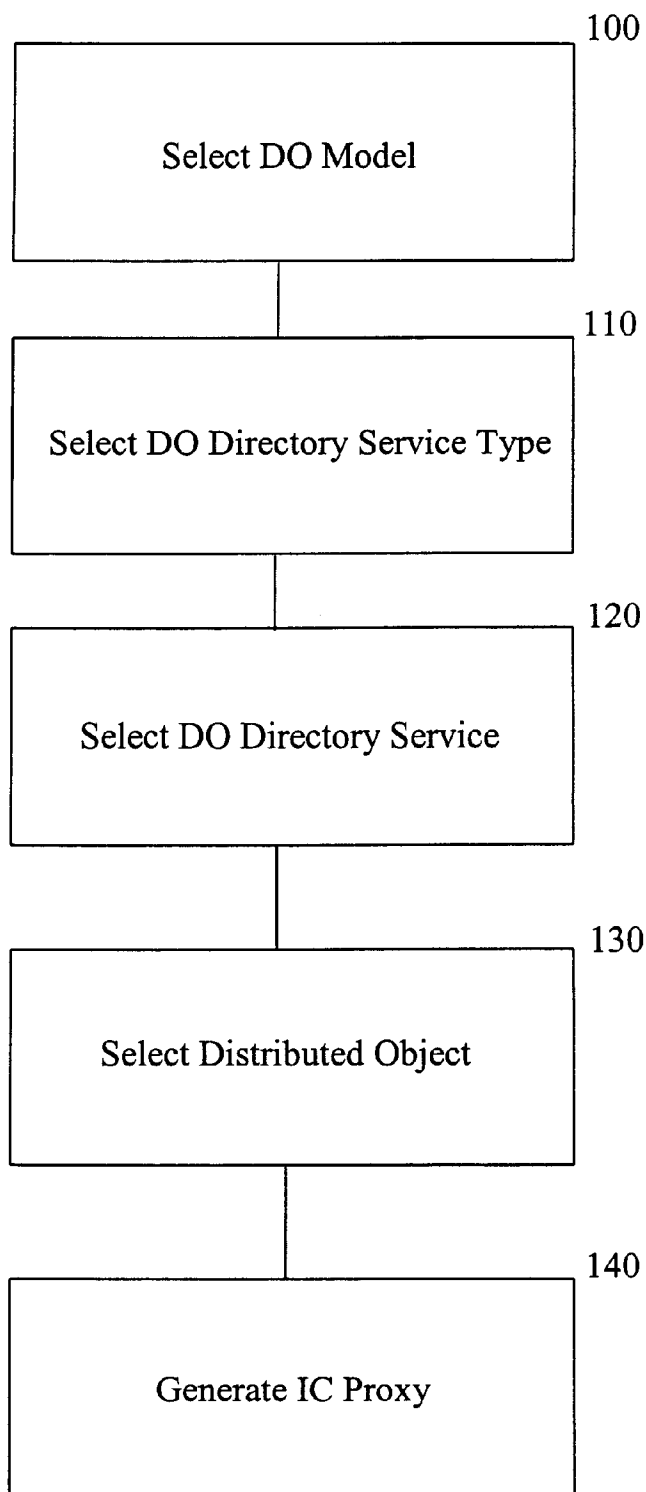 100
Select DO Model
110
Select DO Directory Service Type
120
Select DO Directory Service
130
Select Distributed Object
140
Generate IC Proxy